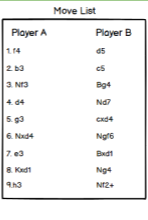 Move List
Player A Player B
1. f4 d5
2. b3 c5
3. Nf3 Bg4
4. d4 Nd7
5. g3 cxd4
6. Nxd4 Ngf6
7. e3 Bxd1
8. Kxd1 Ng4
9.h3 Nf2+